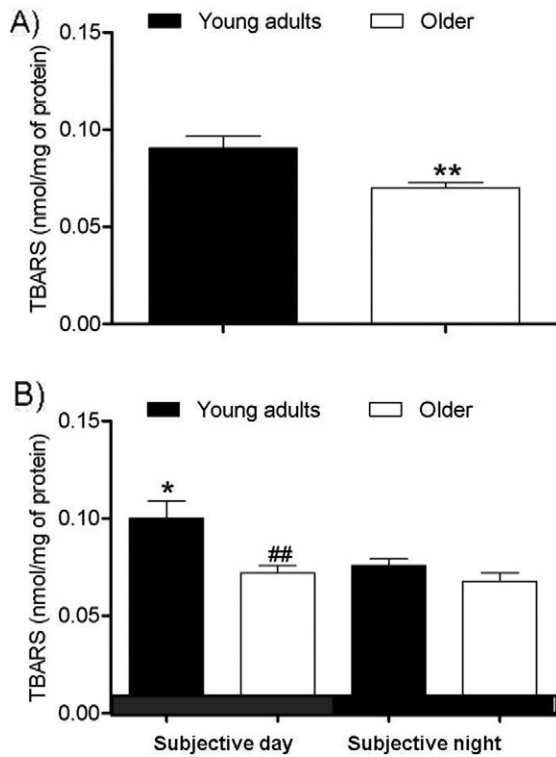 A)
Young adults Older
TBARS (nmol/mg of protein)
0.15
0.10
0.05
0.00
**
B)
Young adults Older
TBARS (nmol/mg of protein)
0.15
0.10
0.05
0.00
*
##
Subjective day Subjective night